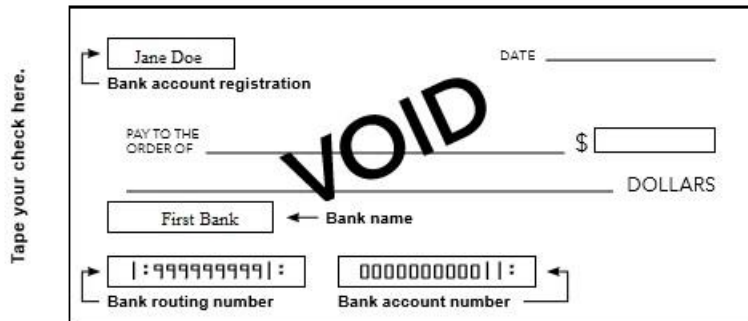 Tape your check here.
Jane Doe
DATE
Bank account registration
VOID
PAY TO THE
ORDER OF
$
DOLLARS
First Bank
Bank name
|:999999999|:
0000000000||:
Bank routing number
Bank account number